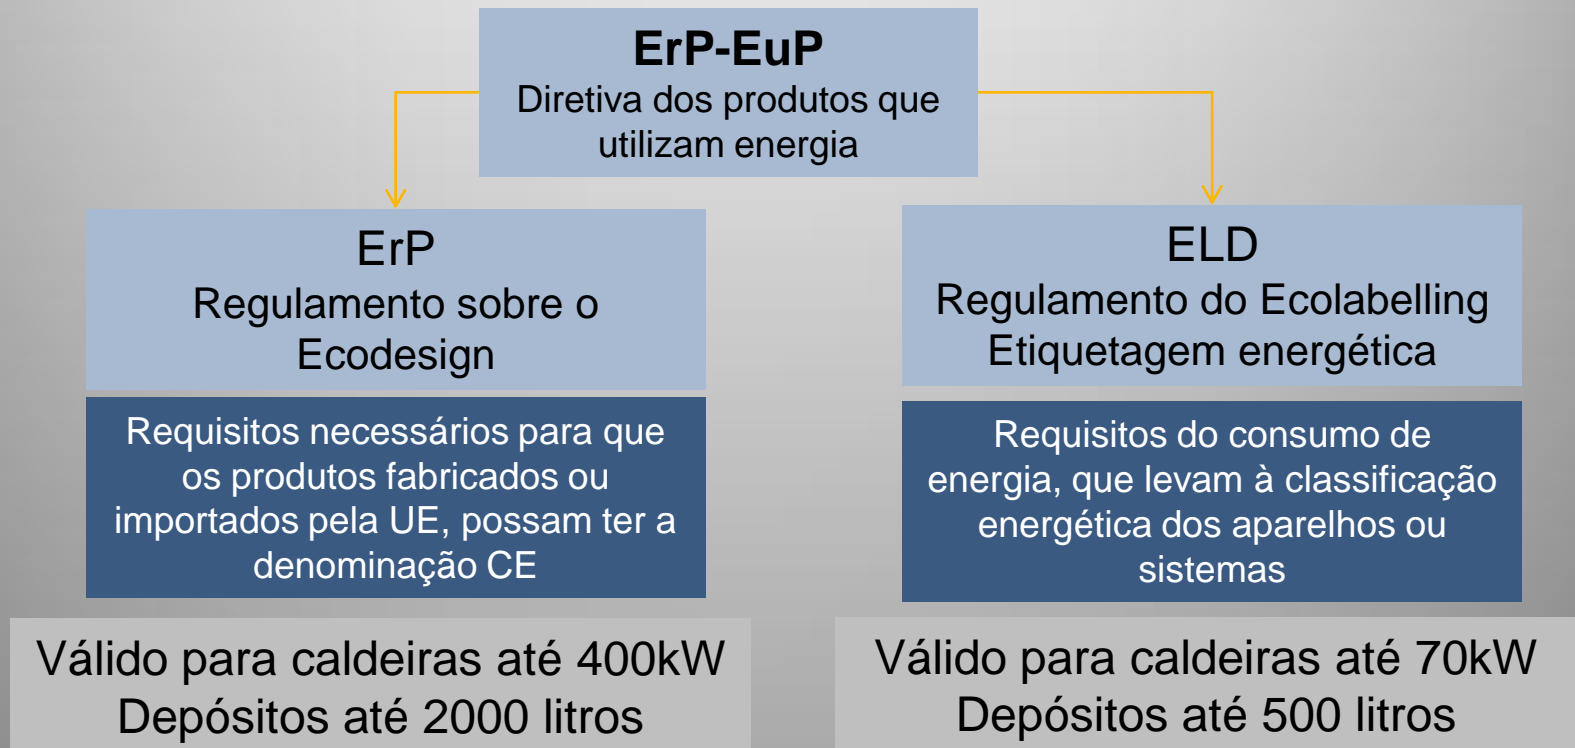 ErP-EuP
Diretiva dos produtos que
utilizam energia
ErP
Regulamento sobre o
Ecodesign
Requisitos necessários para que
os produtos fabricados ou
importados pela UE, possam ter a
denominação CE
Válido para caldeiras até 400kW
Depósitos até 2000 litros
ELD
Regulamento do Ecolabelling
Etiquetagem energética
Requisitos do consumo de
energia, que levam à classificação
energética dos aparelhos ou
sistemas
Válido para caldeiras até 70kW
Depósitos até 500 litros